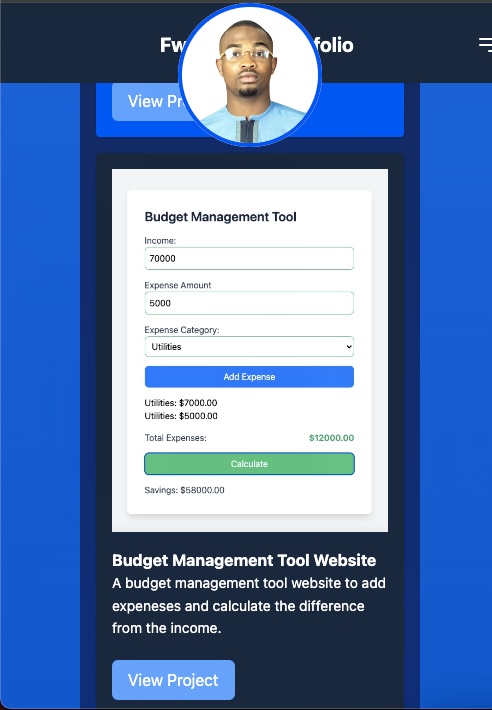 Fw folio
View Pro
Budget Management Tool
Income:
70000
Expense Amount
5000
Expense Category:
Utilities
Add Expense
Utilities: $7000.00
Utilities: $5000.00
Total Expenses: $12000.00
Calculate
Savings: $58000.00
Budget Management Tool Website
A budget management tool website to add
expeneses and calculate the difference
from the income.
View Project